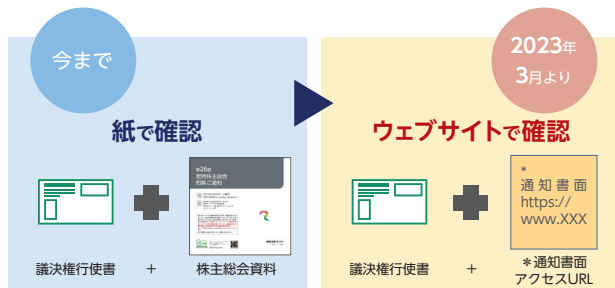 今まで
紙で確認
第26回
定時株主総会
招集ご通知
議決権行使書 + 株主総会資料
2023年
3月より
ウェブサイトで確認
*
通知書面
https://
www.XXX
議決権行使書 + *通知書面
アクセスURL